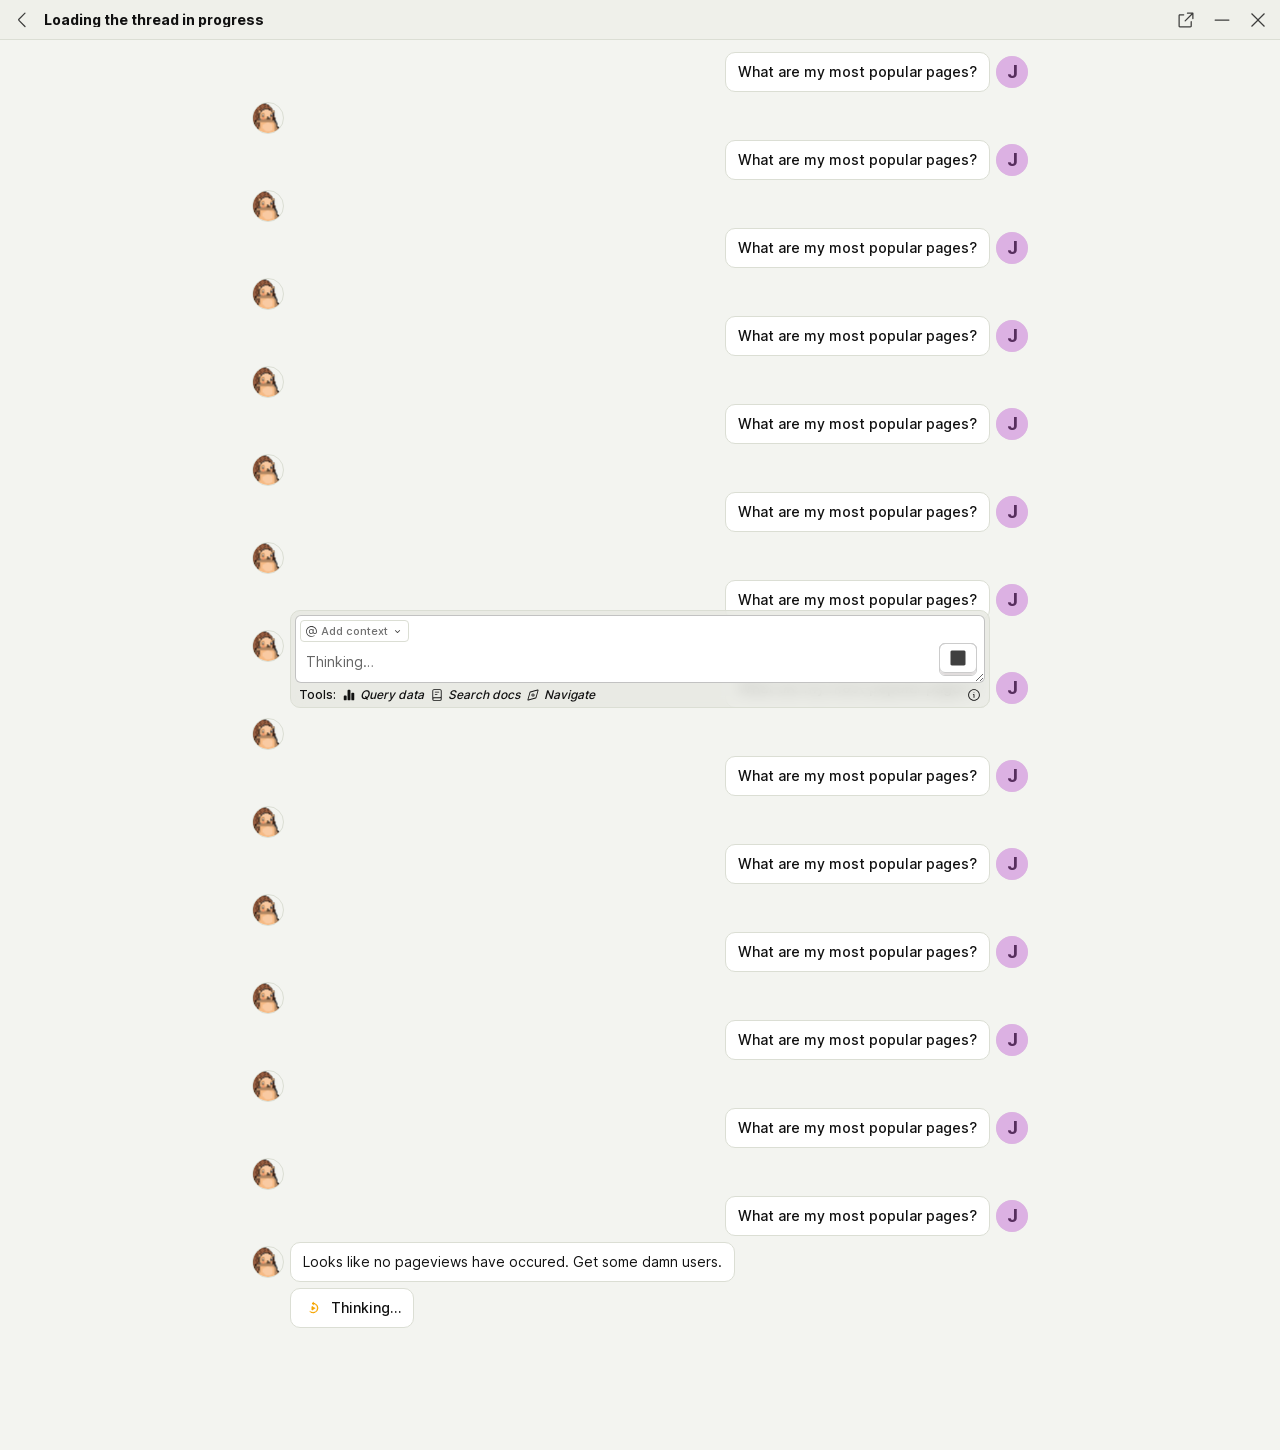 Loading the thread in progress
What are my most popular pages? J
What are my most popular pages? J
What are my most popular pages? J
What are my most popular pages? J
What are my most popular pages? J
What are my most popular pages? J
What are my most popular pages? J
@ Add context
Thinking…
J
Tools: Query data Search docs Navigate
What are my most popular pages? J
What are my most popular pages? J
What are my most popular pages? J
What are my most popular pages? J
What are my most popular pages? J
What are my most popular pages? J
Looks like no pageviews have occured. Get some damn users.
Thinking...